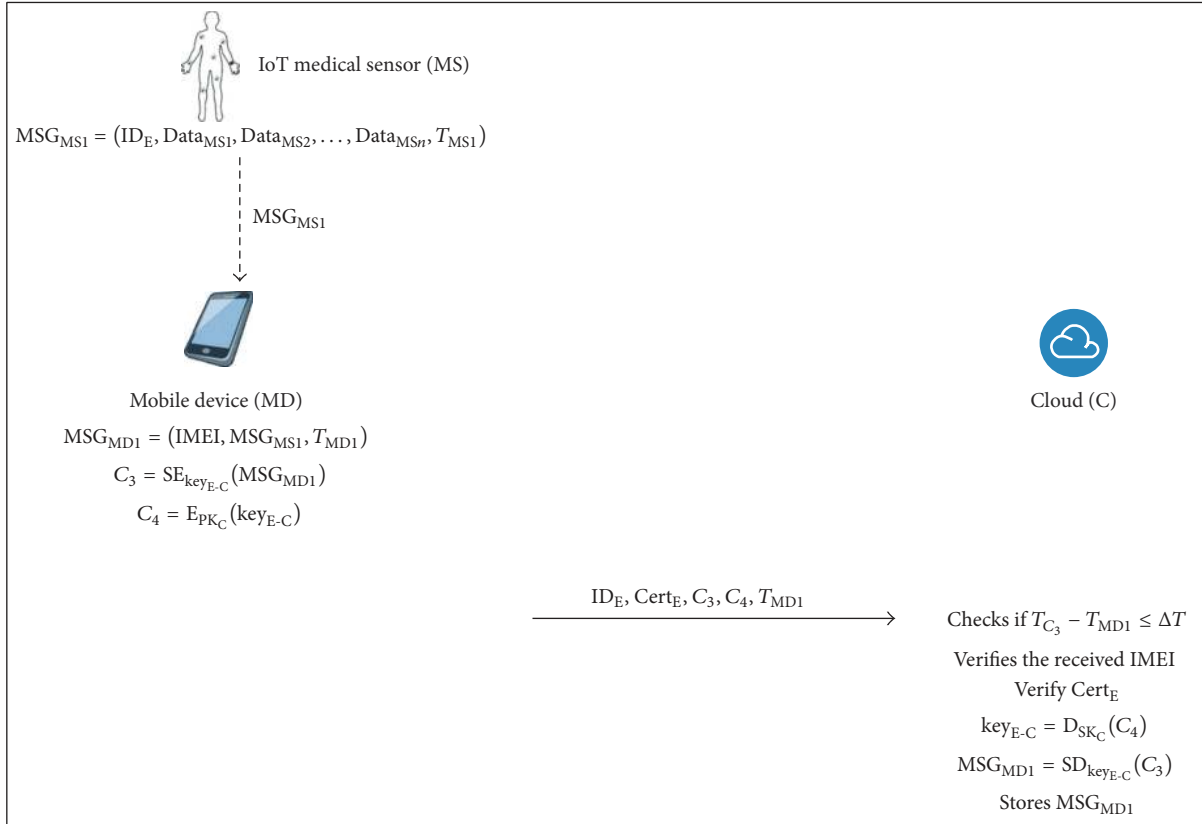 IoT medical sensor (MS)
MSG_MS1 = (ID_E, Data_MS1, Data_MS2, . . . , Data_MSn, T_MS1)
MSG_MS1
Mobile device (MD)
MSG_MD1 = (IMEI, MSG_MS1, T_MD1)
C_3 = SE_key_E-C(MSG_MD1)
C_4 = E_PK_C(key_E-C)
Cloud (C)
ID_E, Cert_E, C_3, C_4, T_MD1
Checks if T_C_3 − T_MD1 ≤ ΔT
Verifies the received IMEI
Verify Cert_E
key_E-C = D_SK_C(C_4)
MSG_MD1 = SD_key_E-C(C_3)
Stores MSG_MD1